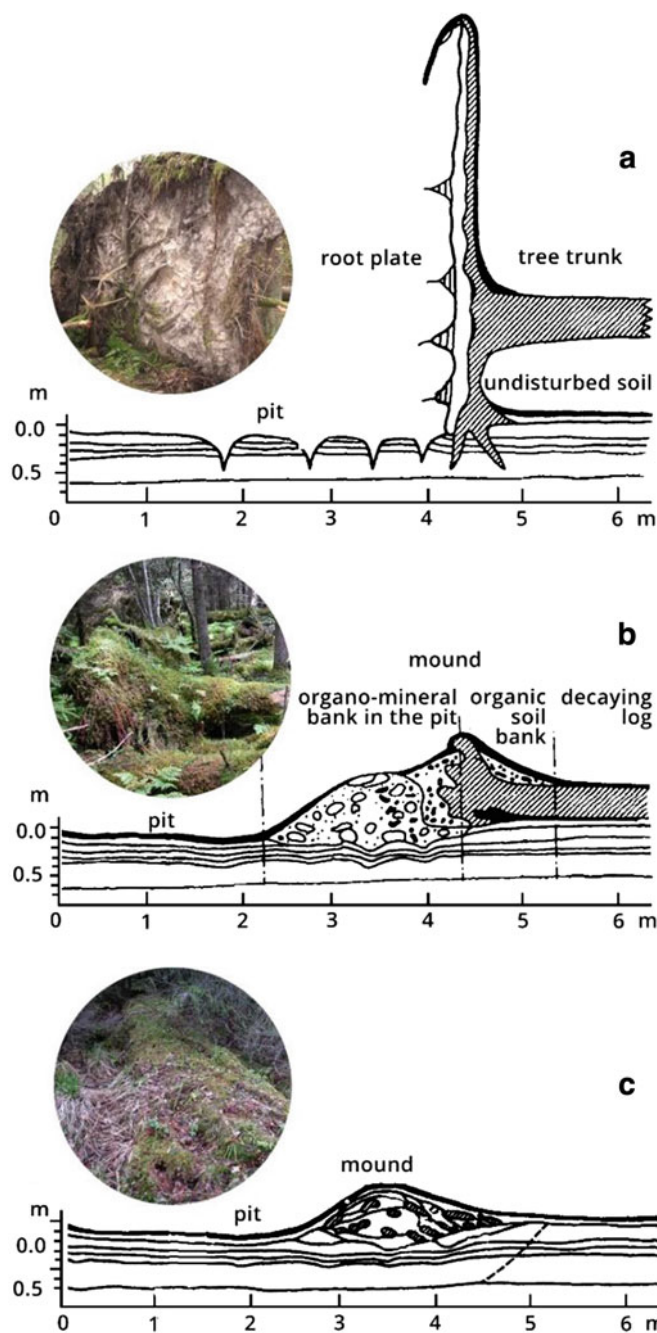 a
root plate
tree trunk
undisturbed soil
m
pit
0.0
0.5
0 1 2 3 4 5 6 m
b
mound
organo-mineral organic decaying
bank in the pit soil log
bank
m
pit
0.0
0.5
0 1 2 3 4 5 6 m
c
mound
m
pit
0.0
0.5
0 1 2 3 4 5 6 m